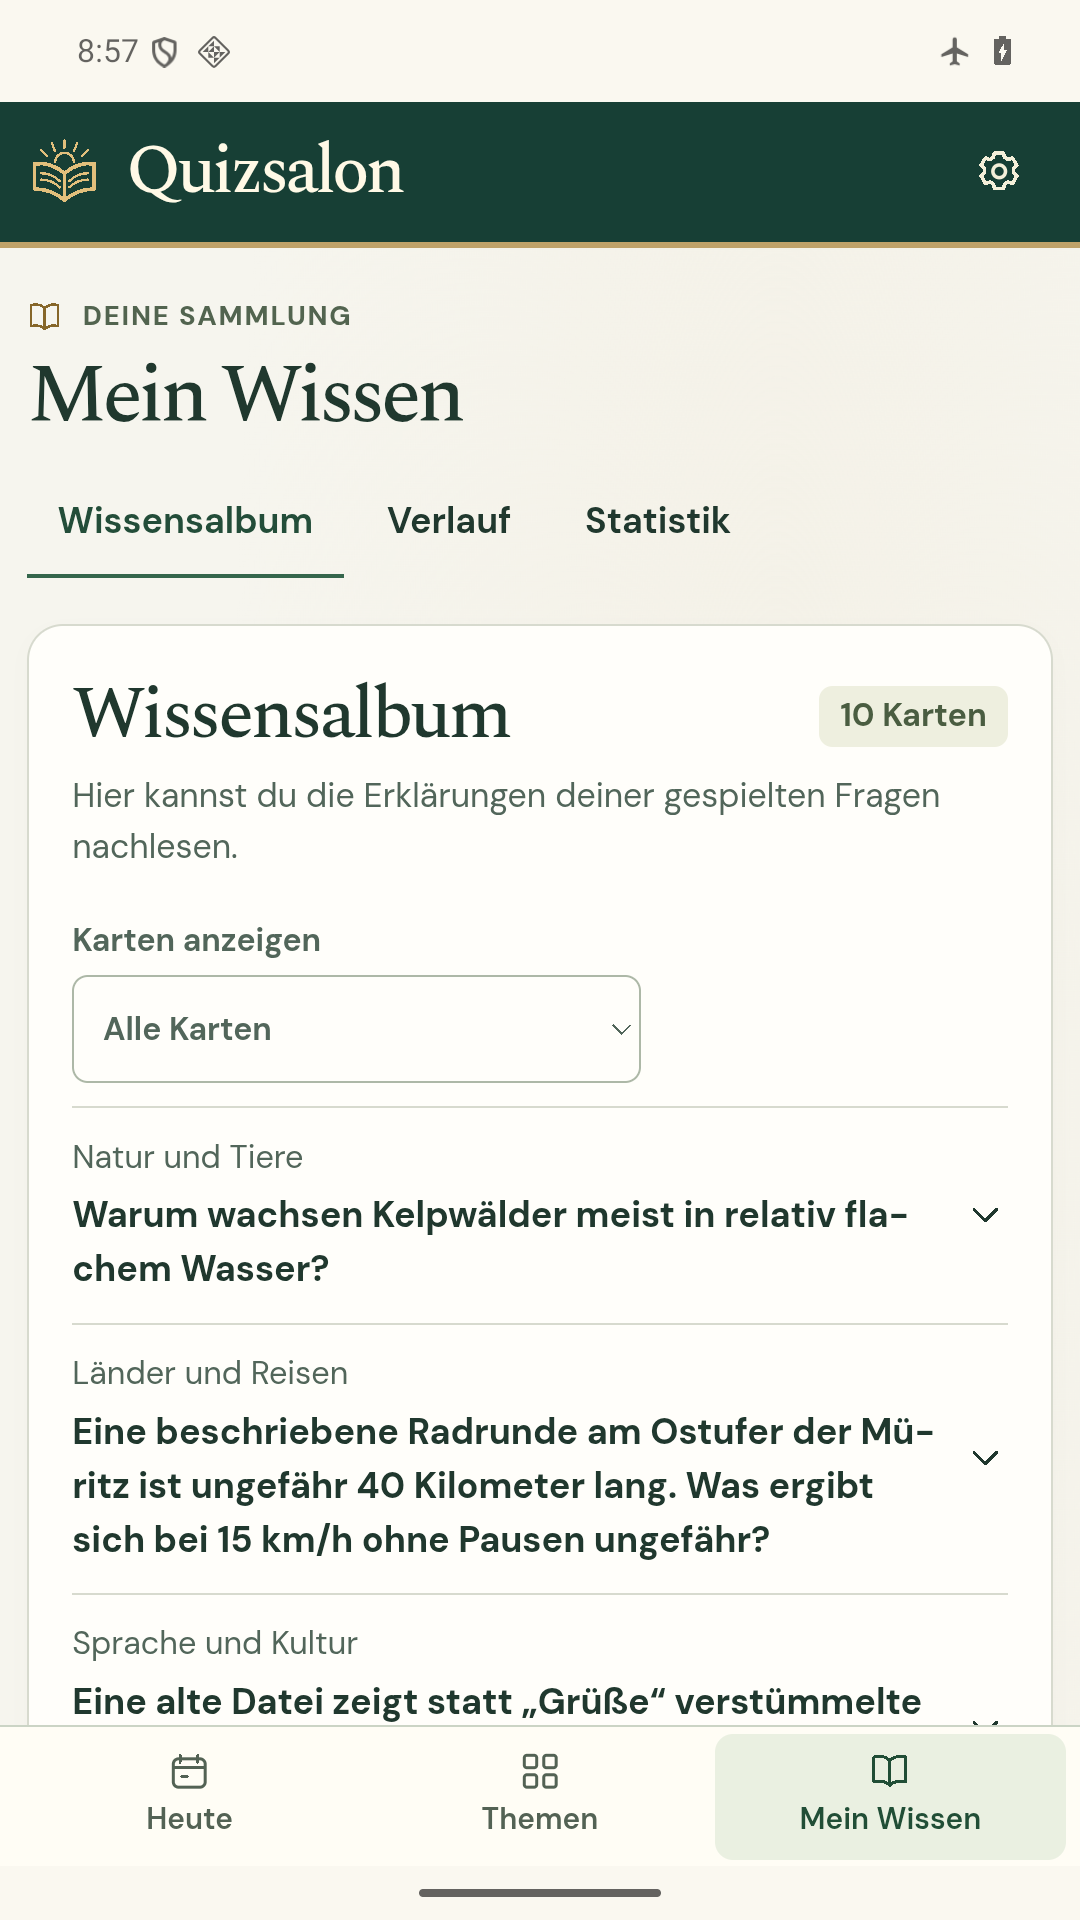 8:57
Quizsalon
DEINE SAMMLUNG
Mein Wissen
Wissensalbum
Verlauf
Statistik
Wissensalbum
10 Karten
Hier kannst du die Erklärungen deiner gespielten Fragen
nachlesen.
Karten anzeigen
Alle Karten
Natur und Tiere
Warum wachsen Kelpwälder meist in relativ fla-
chem Wasser?
Länder und Reisen
Eine beschriebene Radrunde am Ostufer der Mü-
ritz ist ungefähr 40 Kilometer lang. Was ergibt
sich bei 15 km/h ohne Pausen ungefähr?
Sprache und Kultur
Eine alte Datei zeigt statt „Grüße“ verstümmelte
Heute
Themen
Mein Wissen